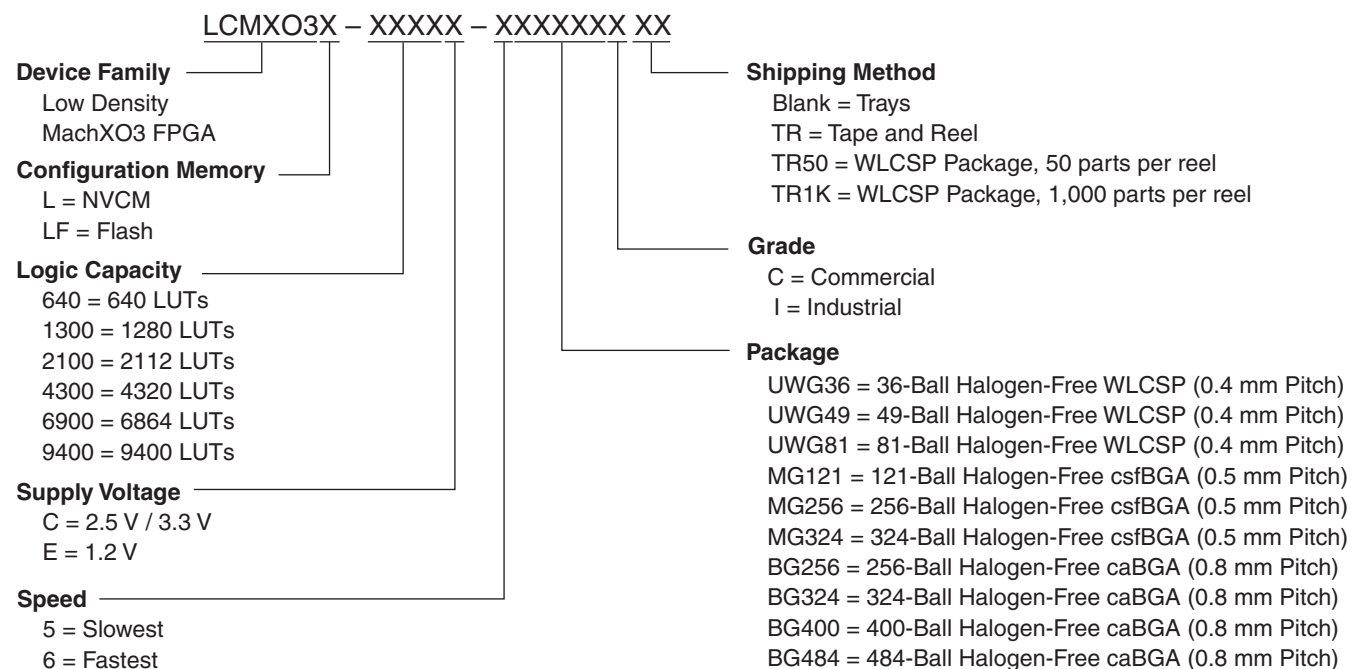 LCMXO3X – XXXXX – XXXXXXX XX
Device Family
Low Density
MachXO3 FPGA
Configuration Memory
L = NVCM
LF = Flash
Logic Capacity
640 = 640 LUTs
1300 = 1280 LUTs
2100 = 2112 LUTs
4300 = 4320 LUTs
6900 = 6864 LUTs
9400 = 9400 LUTs
Supply Voltage
C = 2.5 V / 3.3 V
E = 1.2 V
Speed
5 = Slowest
6 = Fastest
Shipping Method
Blank = Trays
TR = Tape and Reel
TR50 = WLCSP Package, 50 parts per reel
TR1K = WLCSP Package, 1,000 parts per reel
Grade
C = Commercial
I = Industrial
Package
UWG36 = 36-Ball Halogen-Free WLCSP (0.4 mm Pitch)
UWG49 = 49-Ball Halogen-Free WLCSP (0.4 mm Pitch)
UWG81 = 81-Ball Halogen-Free WLCSP (0.4 mm Pitch)
MG121 = 121-Ball Halogen-Free csfBGA (0.5 mm Pitch)
MG256 = 256-Ball Halogen-Free csfBGA (0.5 mm Pitch)
MG324 = 324-Ball Halogen-Free csfBGA (0.5 mm Pitch)
BG256 = 256-Ball Halogen-Free caBGA (0.8 mm Pitch)
BG324 = 324-Ball Halogen-Free caBGA (0.8 mm Pitch)
BG400 = 400-Ball Halogen-Free caBGA (0.8 mm Pitch)
BG484 = 484-Ball Halogen-Free caBGA (0.8 mm Pitch)